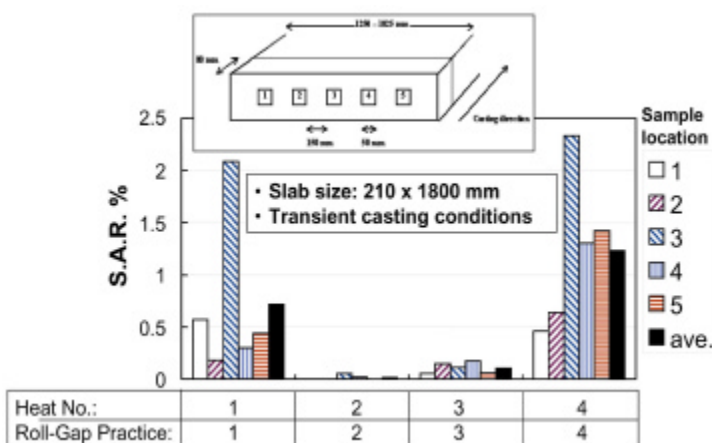 80 mm
1 2 3 4 5
Casting direction
50 mm
Sample
location
1
2
3
4
5
ave.
2.5
2
1.5
1
0.5
0
S.A.R. %
• Slab size: 210 x 1800 mm
• Transient casting conditions
Heat No.: 1 2 3 4
Roll-Gap Practice: 1 2 3 4